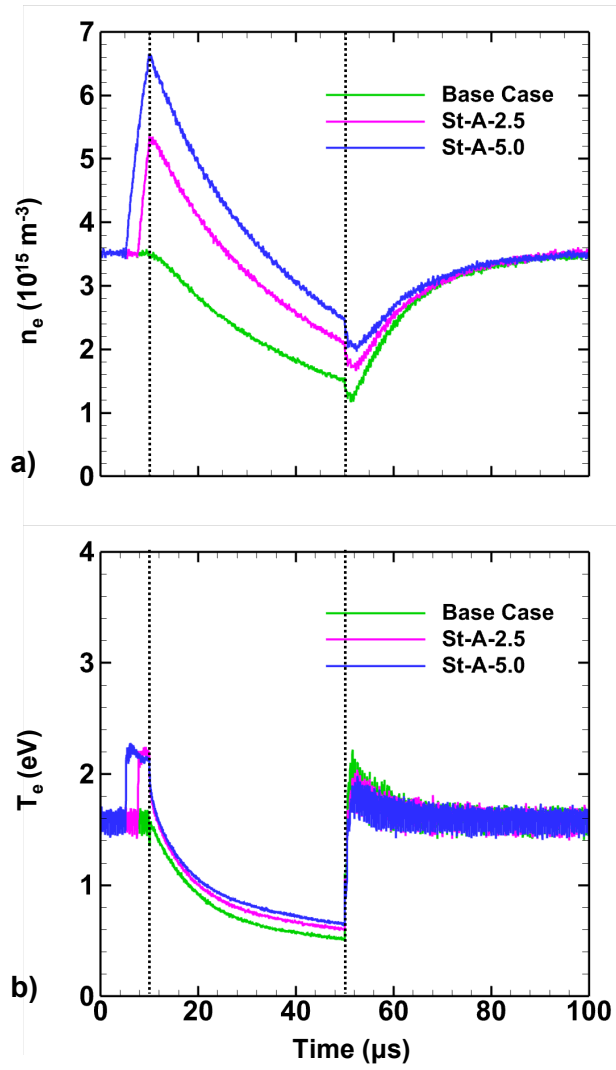 7
6
5
4
3
2
1
0
nₑ (10¹⁵ m⁻³)
Base Case
St-A-2.5
St-A-5.0
a)
4
3
2
1
0
Tₑ (eV)
Base Case
St-A-2.5
St-A-5.0
b)
0 20 40 60 80 100
Time (µs)